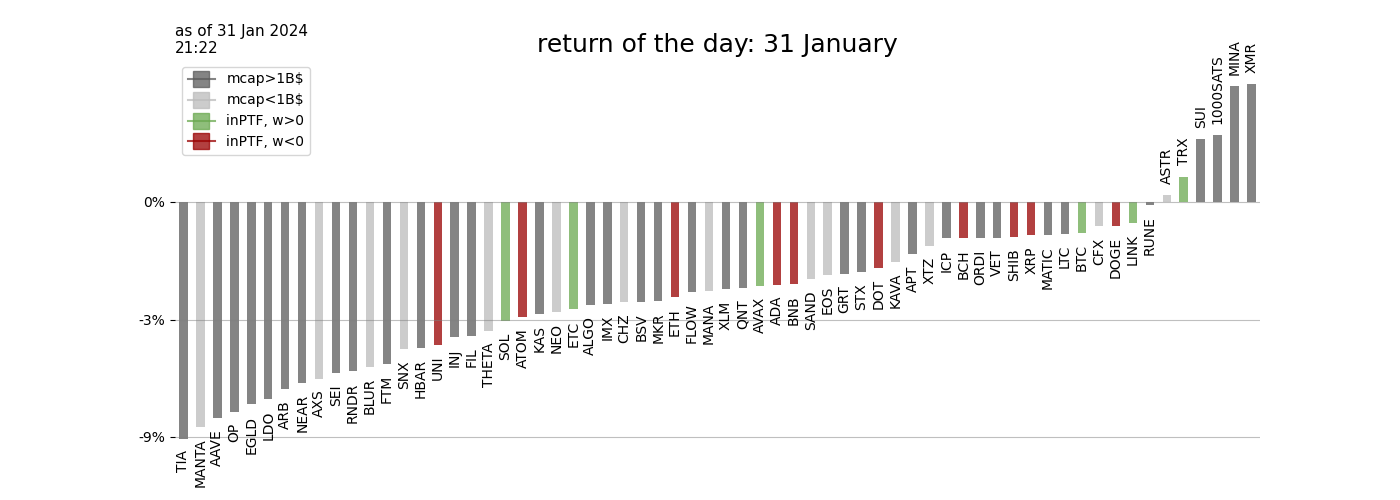 as of 31 Jan 2024
21:22
return of the day: 31 January
mcap>1B$
mcap<1B$
inPTF, w>0
inPTF, w<0
0%
-3%
-9%
TIA
MANTA
AAVE
OP
EGLD
LDO
ARB
NEAR
AXS
SEI
RNDR
BLUR
FTM
SNX
HBAR
UNI
INJ
FIL
THETA
SOL
ATOM
KAS
NEO
ETC
ALGO
IMX
CHZ
BSV
MKR
ETH
FLOW
MANA
XLM
QNT
AVAX
ADA
BNB
SAND
EOS
GRT
STX
DOT
KAVA
APT
XTZ
ICP
BCH
ORDI
VET
SHIB
XRP
MATIC
LTC
BTC
CFX
DOGE
LINK
RUNE
ASTR
TRX
SUI
1000SATS
MINA
XMR